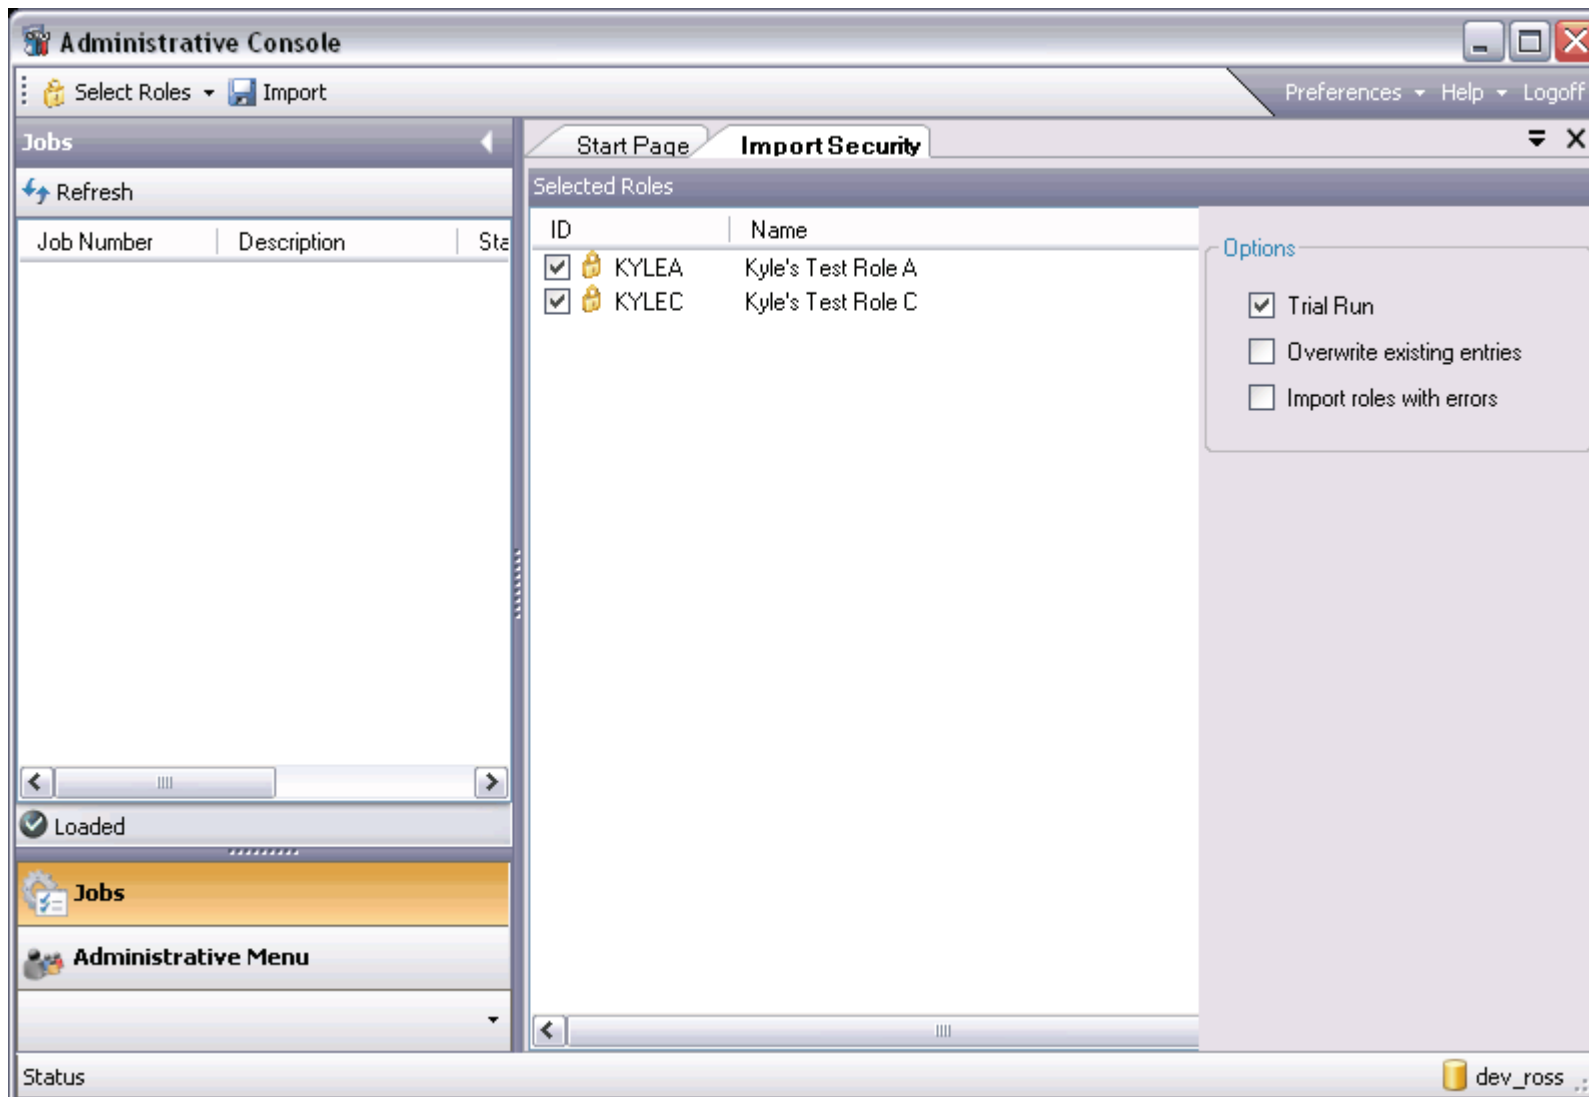 Administrative Console
Select Roles Import
Preferences Help Logoff
Jobs
Refresh
Job Number Description Sta
Loaded
Jobs
Administrative Menu
Start Page Import Security
Selected Roles
ID Name
KYLEA Kyle's Test Role A
KYLEC Kyle's Test Role C
Options
Trial Run
Overwrite existing entries
Import roles with errors
Status
dev_ross